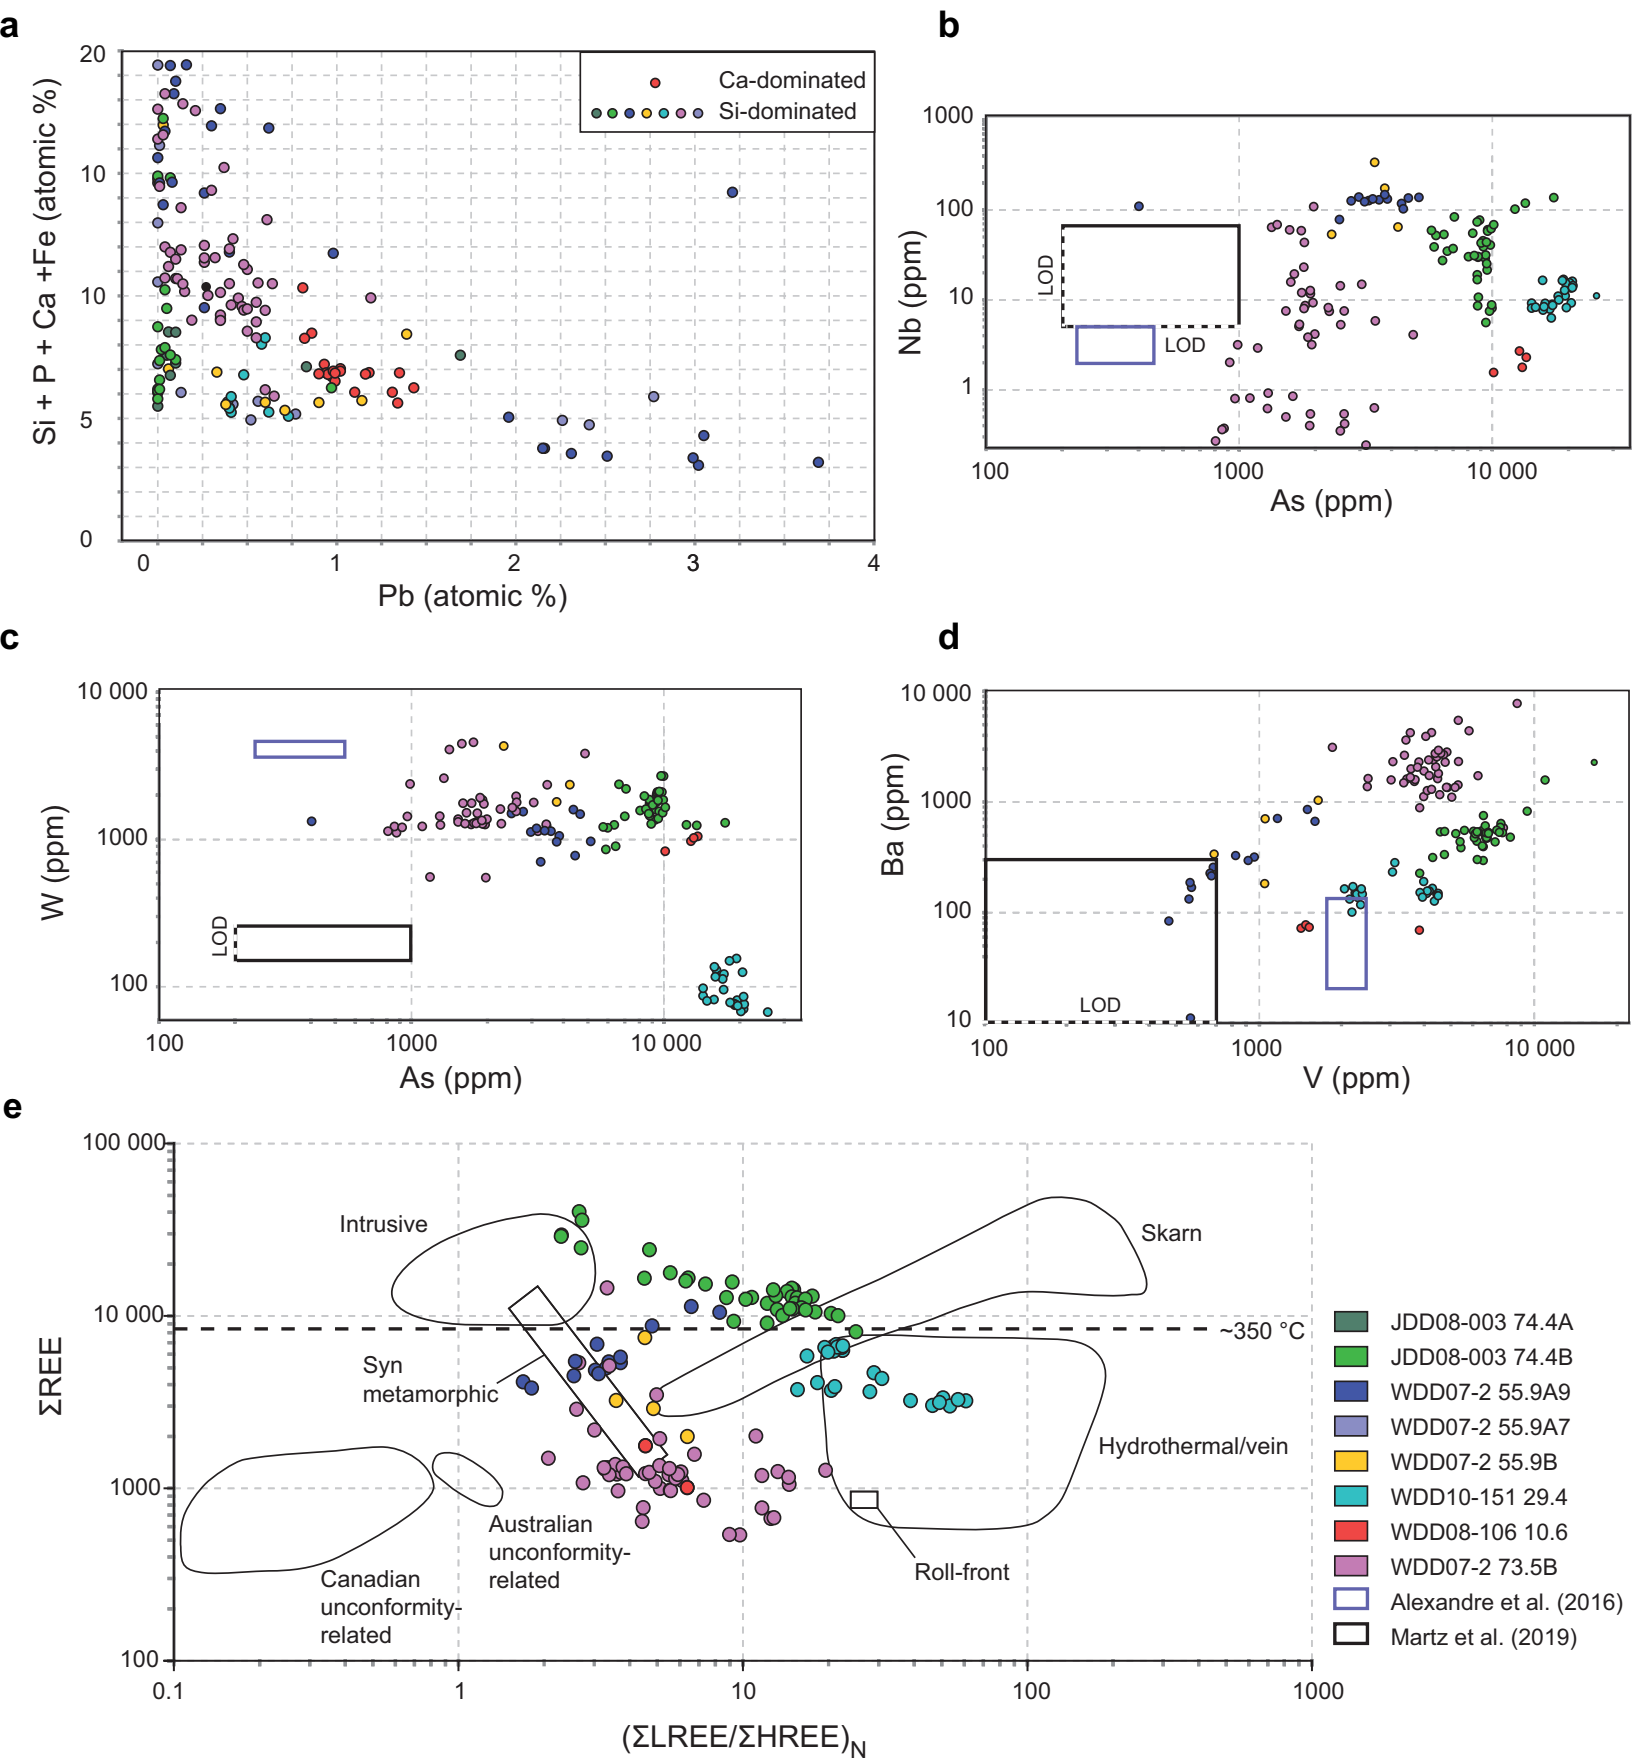 a
20
10
10
5
0
Si + P + Ca +Fe (atomic %)
0
1
2
3
4
Pb (atomic %)
Ca-dominated
Si-dominated
b
1000
100
10
1
Nb (ppm)
LOD
LOD
100
1000
10 000
As (ppm)
c
10 000
1000
100
W (ppm)
LOD
100
1000
10 000
As (ppm)
d
10 000
1000
100
10
Ba (ppm)
LOD
100
1000
10 000
V (ppm)
e
100 000
10 000
1000
100
ΣREE
Intrusive
Skarn
~350 °C
Syn
metamorphic
Hydrothermal/vein
Australian
unconformity-
related
Roll-front
Canadian
unconformity-
related
0.1
1
10
100
1000
(ΣLREE/ΣHREE)N
JDD08-003 74.4A
JDD08-003 74.4B
WDD07-2 55.9A9
WDD07-2 55.9A7
WDD07-2 55.9B
WDD10-151 29.4
WDD08-106 10.6
WDD07-2 73.5B
Alexandre et al. (2016)
Martz et al. (2019)